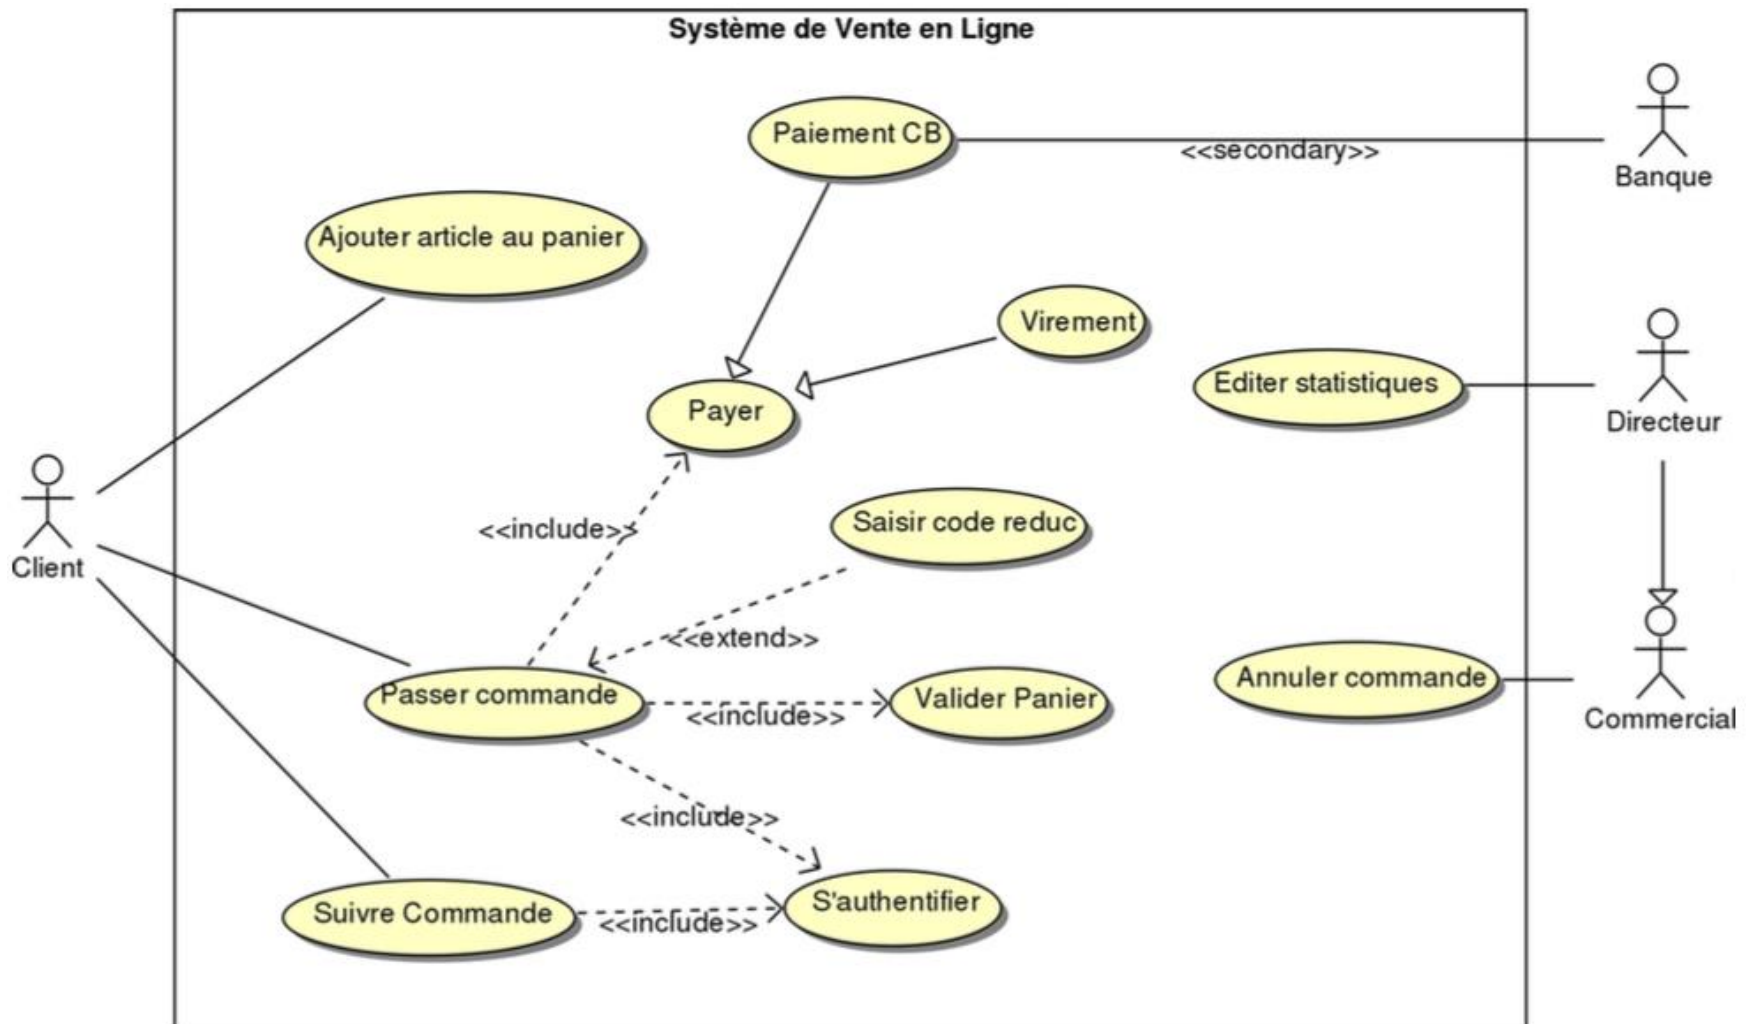 Système de Vente en Ligne
Paiement CB
<<secondary>>
Banque
Ajouter article au panier
Virement
Editer statistiques
Directeur
Payer
Client
<<include>>
Saisir code reduc
<<extend>>
Passer commande
<<include>>
Valider Panier
Annuler commande
Commercial
<<include>>
Suivre Commande
<<include>>
S'authentifier